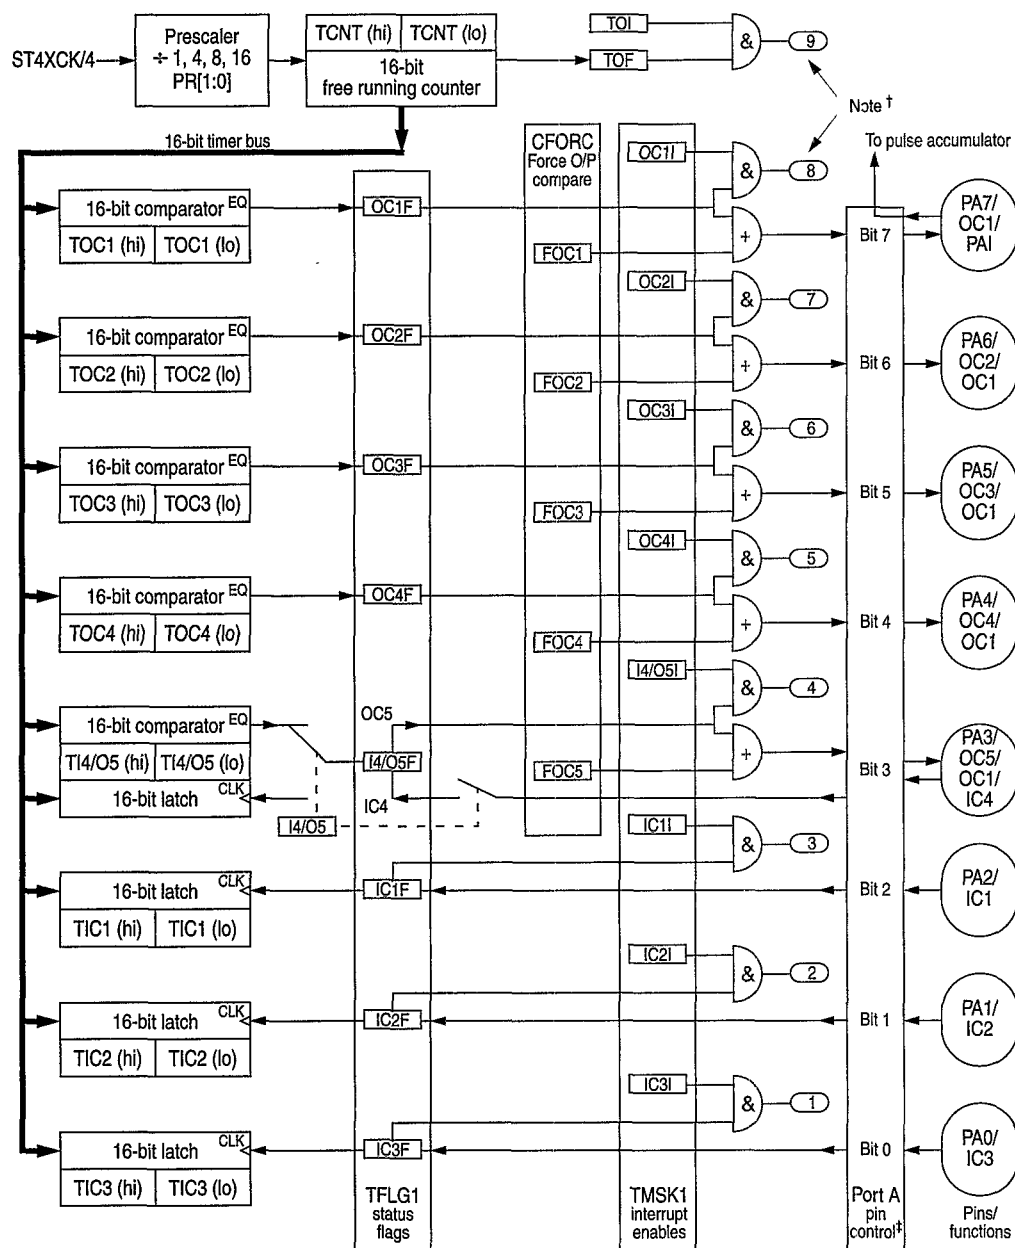 TCNT (hi) TCNT (lo)
16-bit
free running counter
Prescaler
÷ 1, 4, 8, 16
PR[1:0]
ST4XCK/4
TOI
TOF
&
9
Note †
16-bit timer bus
CFORC
Force O/P
compare
OC1I
&
8
To pulse accumulator
16-bit comparator EQ
TOC1 (hi) TOC1 (lo)
OC1F
FOC1
+
Bit 7
PA7/
OC1/
PAI
OC2I
&
7
16-bit comparator EQ
TOC2 (hi) TOC2 (lo)
OC2F
FOC2
+
Bit 6
PA6/
OC2/
OC1
OC3I
&
6
16-bit comparator EQ
TOC3 (hi) TOC3 (lo)
OC3F
FOC3
+
Bit 5
PA5/
OC3/
OC1
OC4I
&
5
16-bit comparator EQ
TOC4 (hi) TOC4 (lo)
OC4F
FOC4
+
Bit 4
PA4/
OC4/
OC1
I4/O5I
&
4
16-bit comparator EQ
TI4/O5 (hi) TI4/O5 (lo)
16-bit latch CLK
OC5
I4/O5F
IC4
I4/O5
FOC5
+
Bit 3
PA3/
OC5/
OC1/
IC4
IC1I
&
3
16-bit latch CLK
TIC1 (hi) TIC1 (lo)
IC1F
Bit 2
PA2/
IC1
IC2I
&
2
16-bit latch CLK
TIC2 (hi) TIC2 (lo)
IC2F
Bit 1
PA1/
IC2
IC3I
&
1
16-bit latch CLK
TIC3 (hi) TIC3 (lo)
IC3F
Bit 0
PA0/
IC3
TFLG1
status
flags
TMSK1
interrupt
enables
Port A
pin
control‡
Pins/
functions